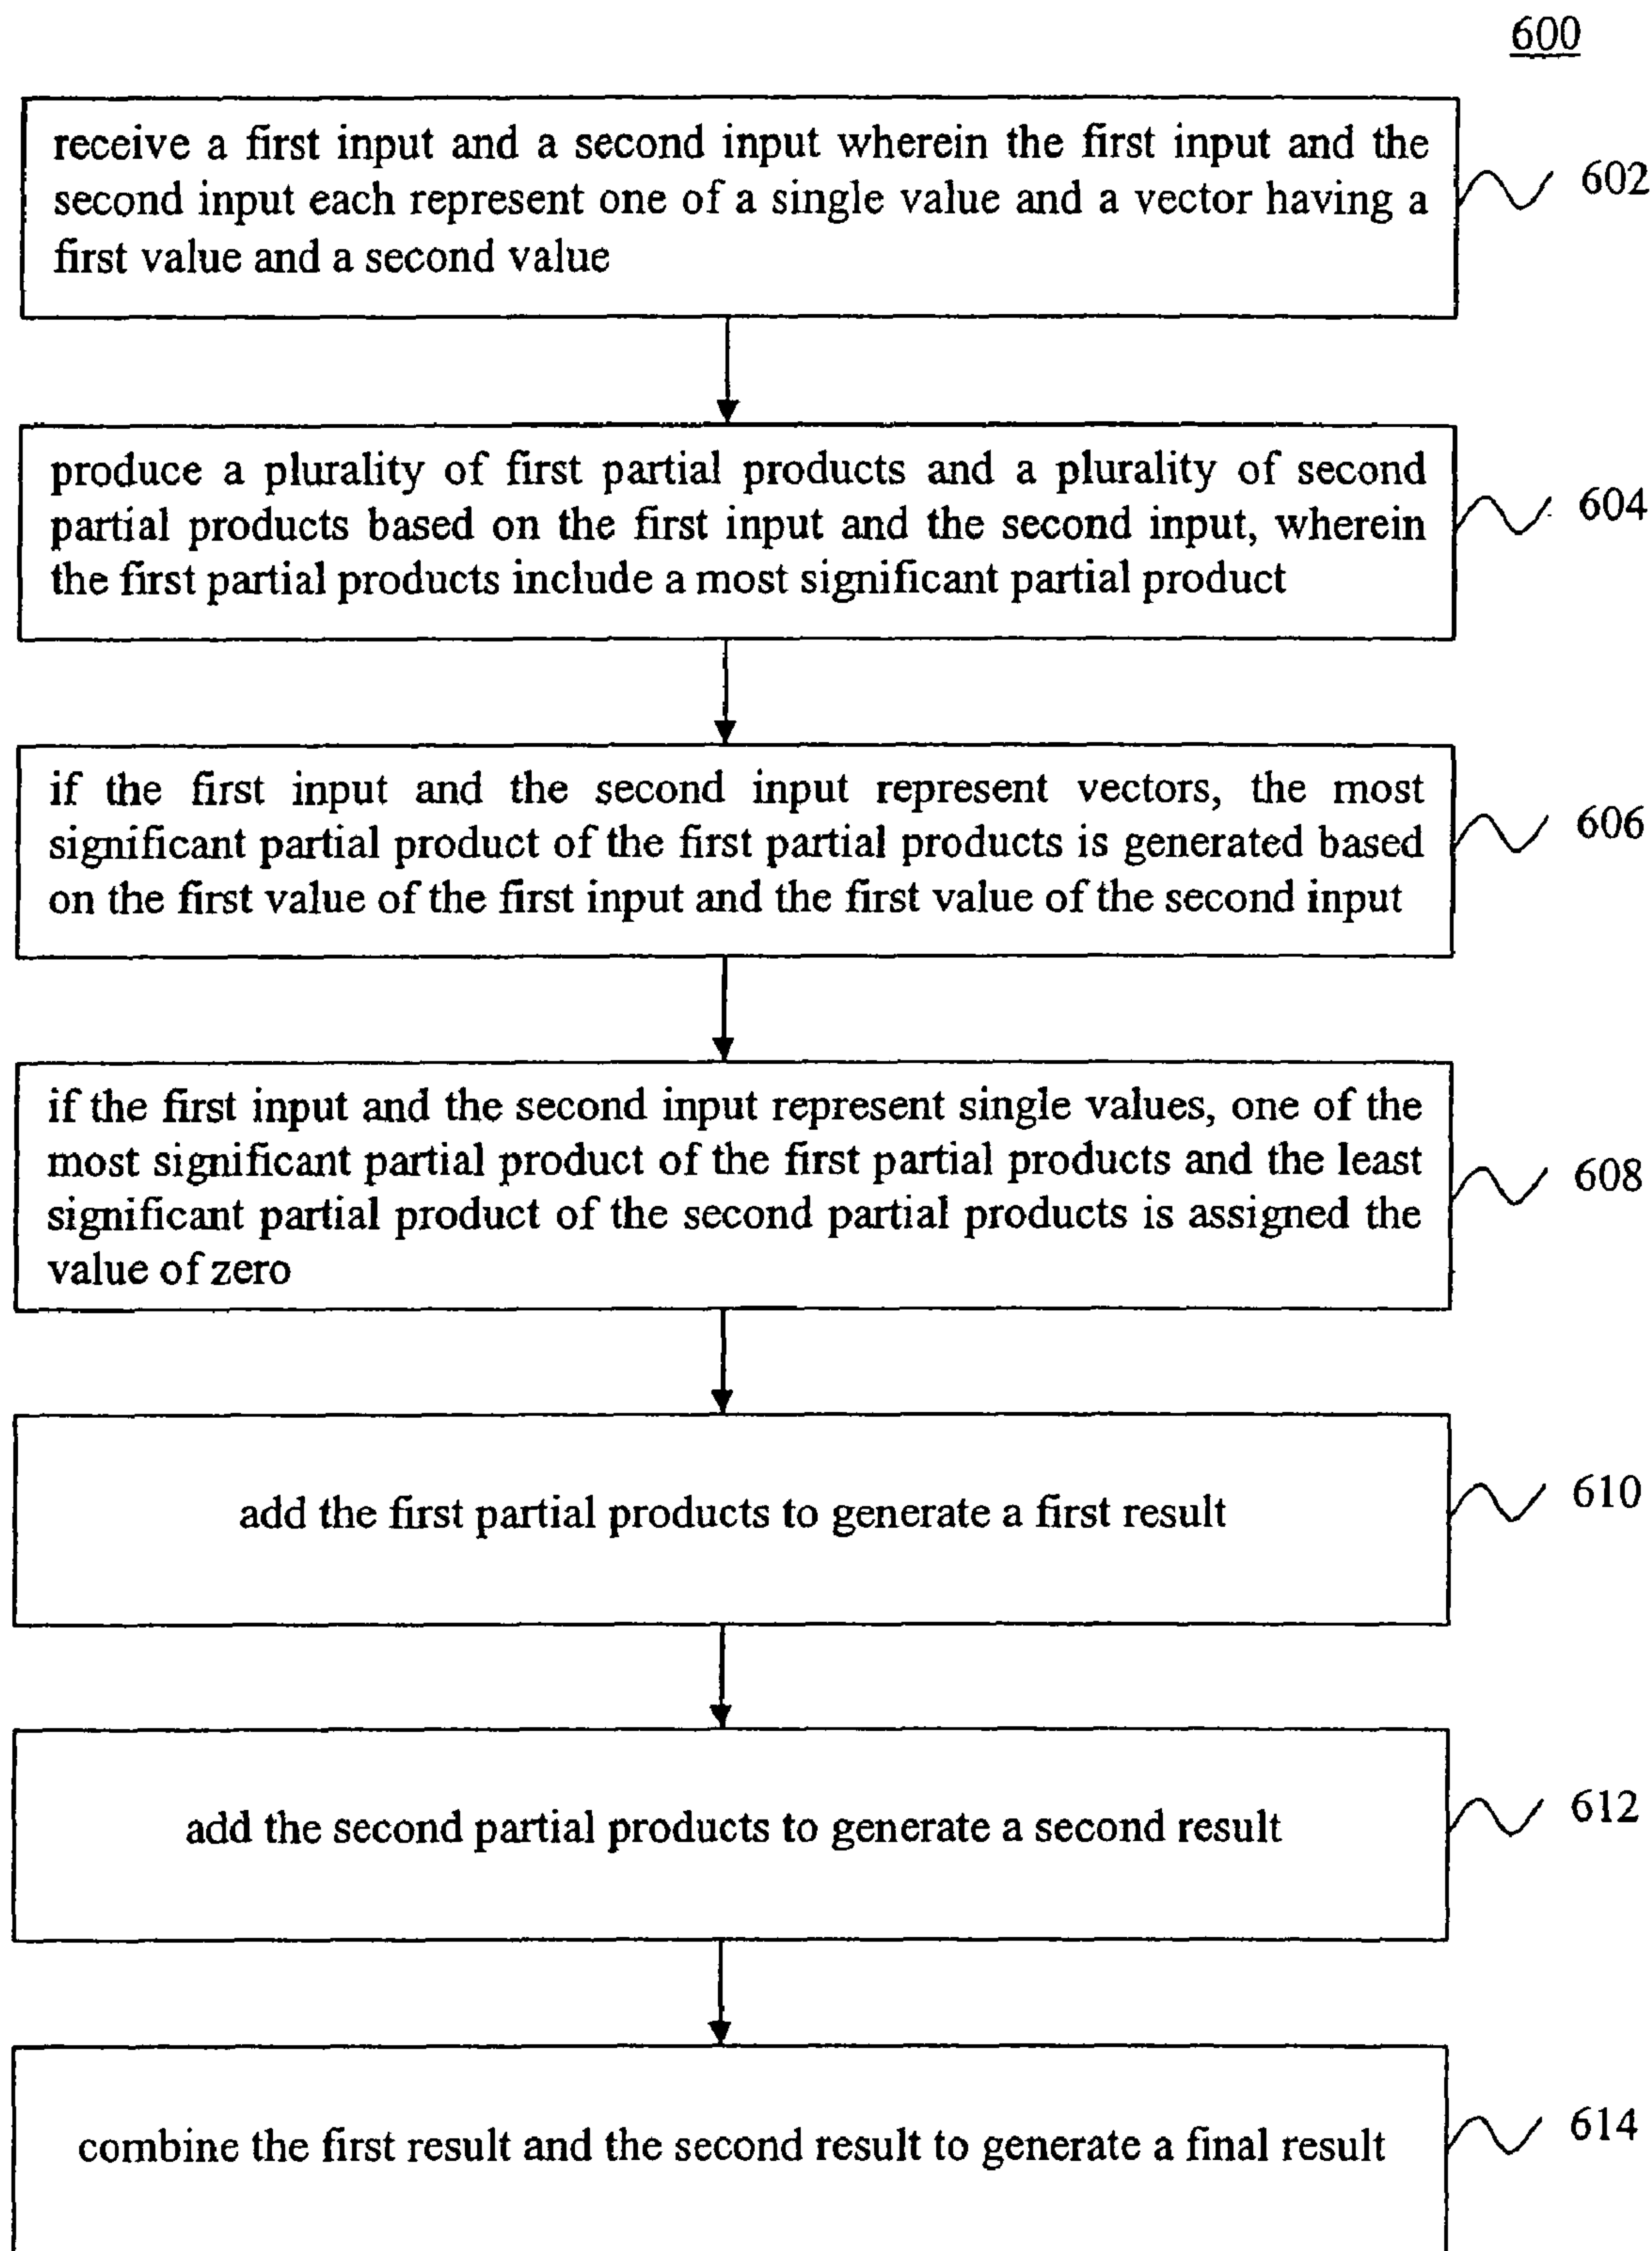 600
receive a first input and a second input wherein the first input and the
second input each represent one of a single value and a vector having a
first value and a second value
602
produce a plurality of first partial products and a plurality of second
partial products based on the first input and the second input, wherein
the first partial products include a most significant partial product
604
if the first input and the second input represent vectors, the most
significant partial product of the first partial products is generated based
on the first value of the first input and the first value of the second input
606
if the first input and the second input represent single values, one of the
most significant partial product of the first partial products and the least
significant partial product of the second partial products is assigned the
value of zero
608
add the first partial products to generate a first result
610
add the second partial products to generate a second result
612
combine the first result and the second result to generate a final result
614